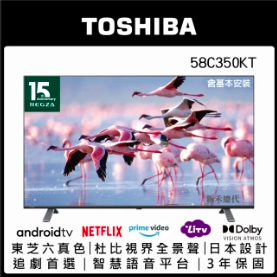 TOSHIBA
58C350KT
15th
anniversary
REGZA
含基本安裝
androidtv NETFLIX prime video LiTV Dolby
VISION·ATMOS
東芝六真色|杜比視界全景聲|日本設計
追劇首選|智慧語音平台|3年保固